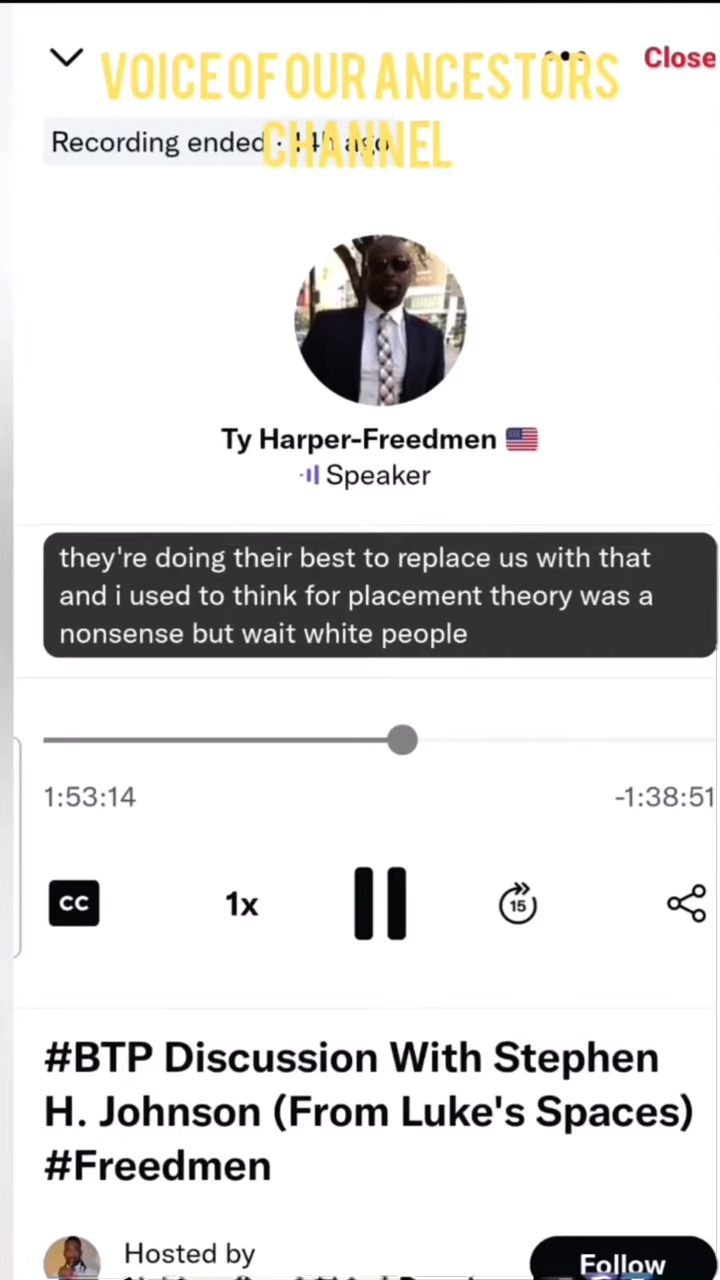 VOICE OF OUR ANCESTORS
CHANNEL
Close
Recording ended · 14h ago
Ty Harper-Freedmen
Speaker
they're doing their best to replace us with that
and i used to think for placement theory was a
nonsense but wait white people
1:53:14
-1:38:51
CC
1x
15
#BTP Discussion With Stephen
H. Johnson (From Luke's Spaces)
#Freedmen
Hosted by
Follow